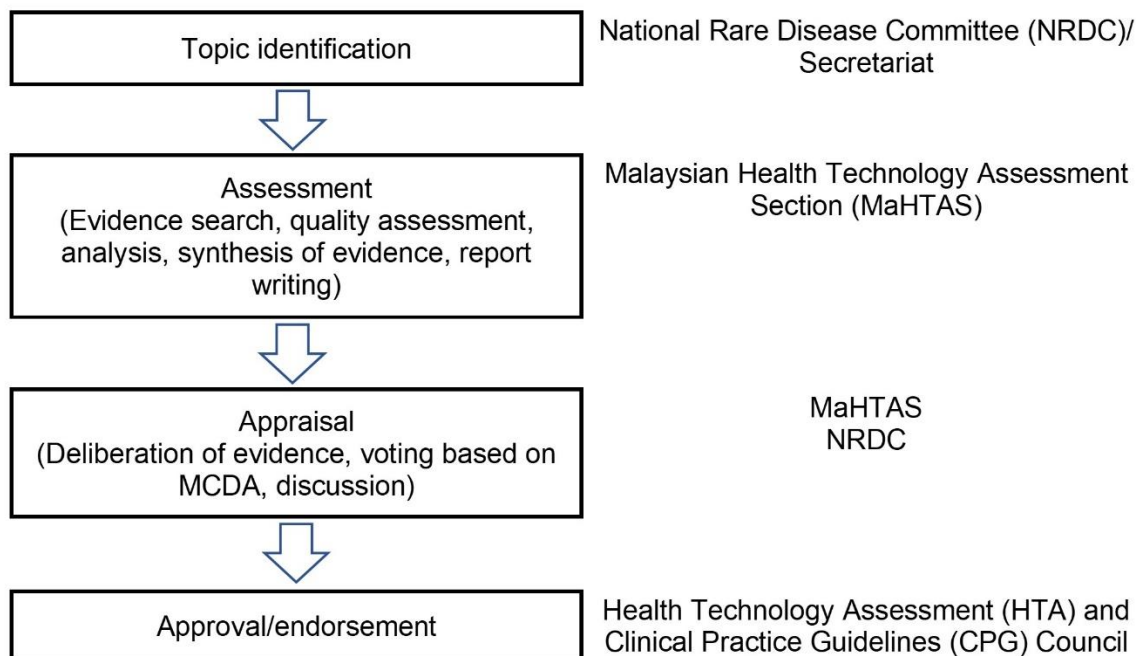 Topic identification
National Rare Disease Committee (NRDC)/
Secretariat
Assessment
(Evidence search, quality assessment,
analysis, synthesis of evidence, report
writing)
Malaysian Health Technology Assessment
Section (MaHTAS)
Appraisal
(Deliberation of evidence, voting based on
MCDA, discussion)
MaHTAS
NRDC
Approval/endorsement
Health Technology Assessment (HTA) and
Clinical Practice Guidelines (CPG) Council